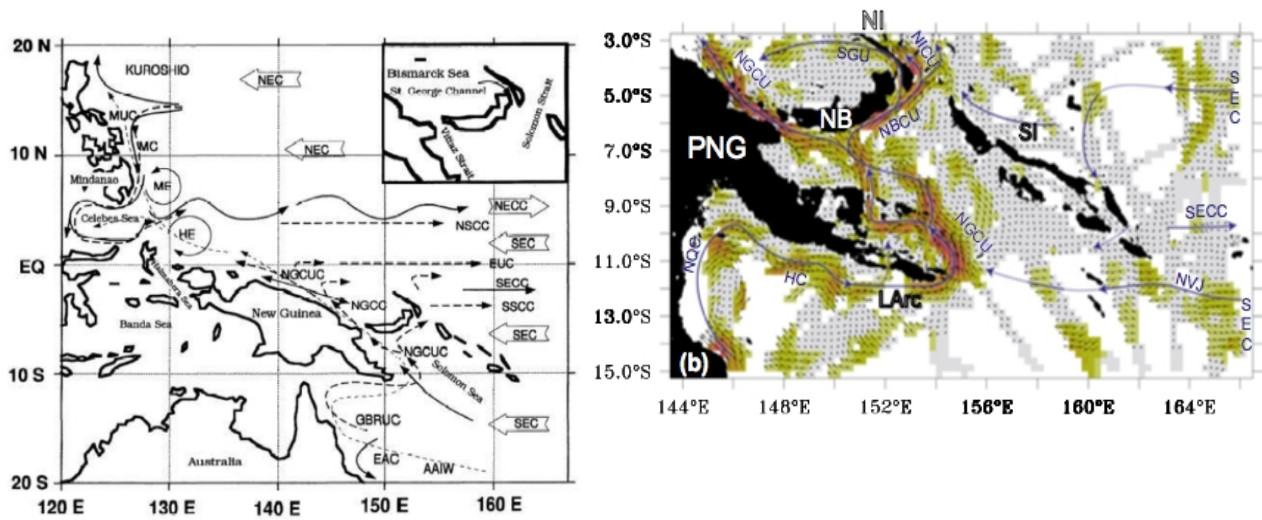 20 N
10 N
EQ
10 S
20 S
120 E
130 E
140 E
150 E
160 E
KUROSHIO
NEC
MUC
MC
NEC
Mindanao
ME
Celebes Sea
HE
NECC
NSCC
SEC
EUC
SECC
SSCC
SEC
NGCUC
NGCC
Halmahera Sea
New Guinea
Banda Sea
NGCUC
Solomon Sea
SEC
GBRUC
EAC
AAIW
Australia
Bismarck Sea
St. George Channel
Vitiaz Strait
Solomon Strait
NI
3.0°S
5.0°S
7.0°S
9.0°S
11.0°S
13.0°S
15.0°S
144°E
148°E
152°E
156°E
160°E
164°E
NGCU
SGU
NICU
NB
NBCU
PNG
SI
SEC
SECC
NGCU
NQC
HC
LArc
NVJ
SEC
(b)